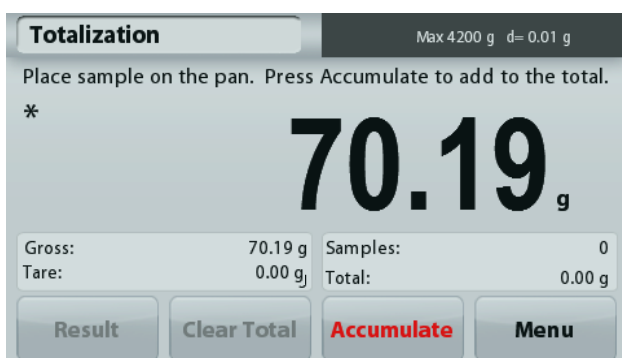 Totalization
Max 4200 g d= 0.01 g
Place sample on the pan. Press Accumulate to add to the total.
*
70.19 g
Gross: 70.19 g
Samples: 0
Tare: 0.00 g
Total: 0.00 g
Result
Clear Total
Accumulate
Menu